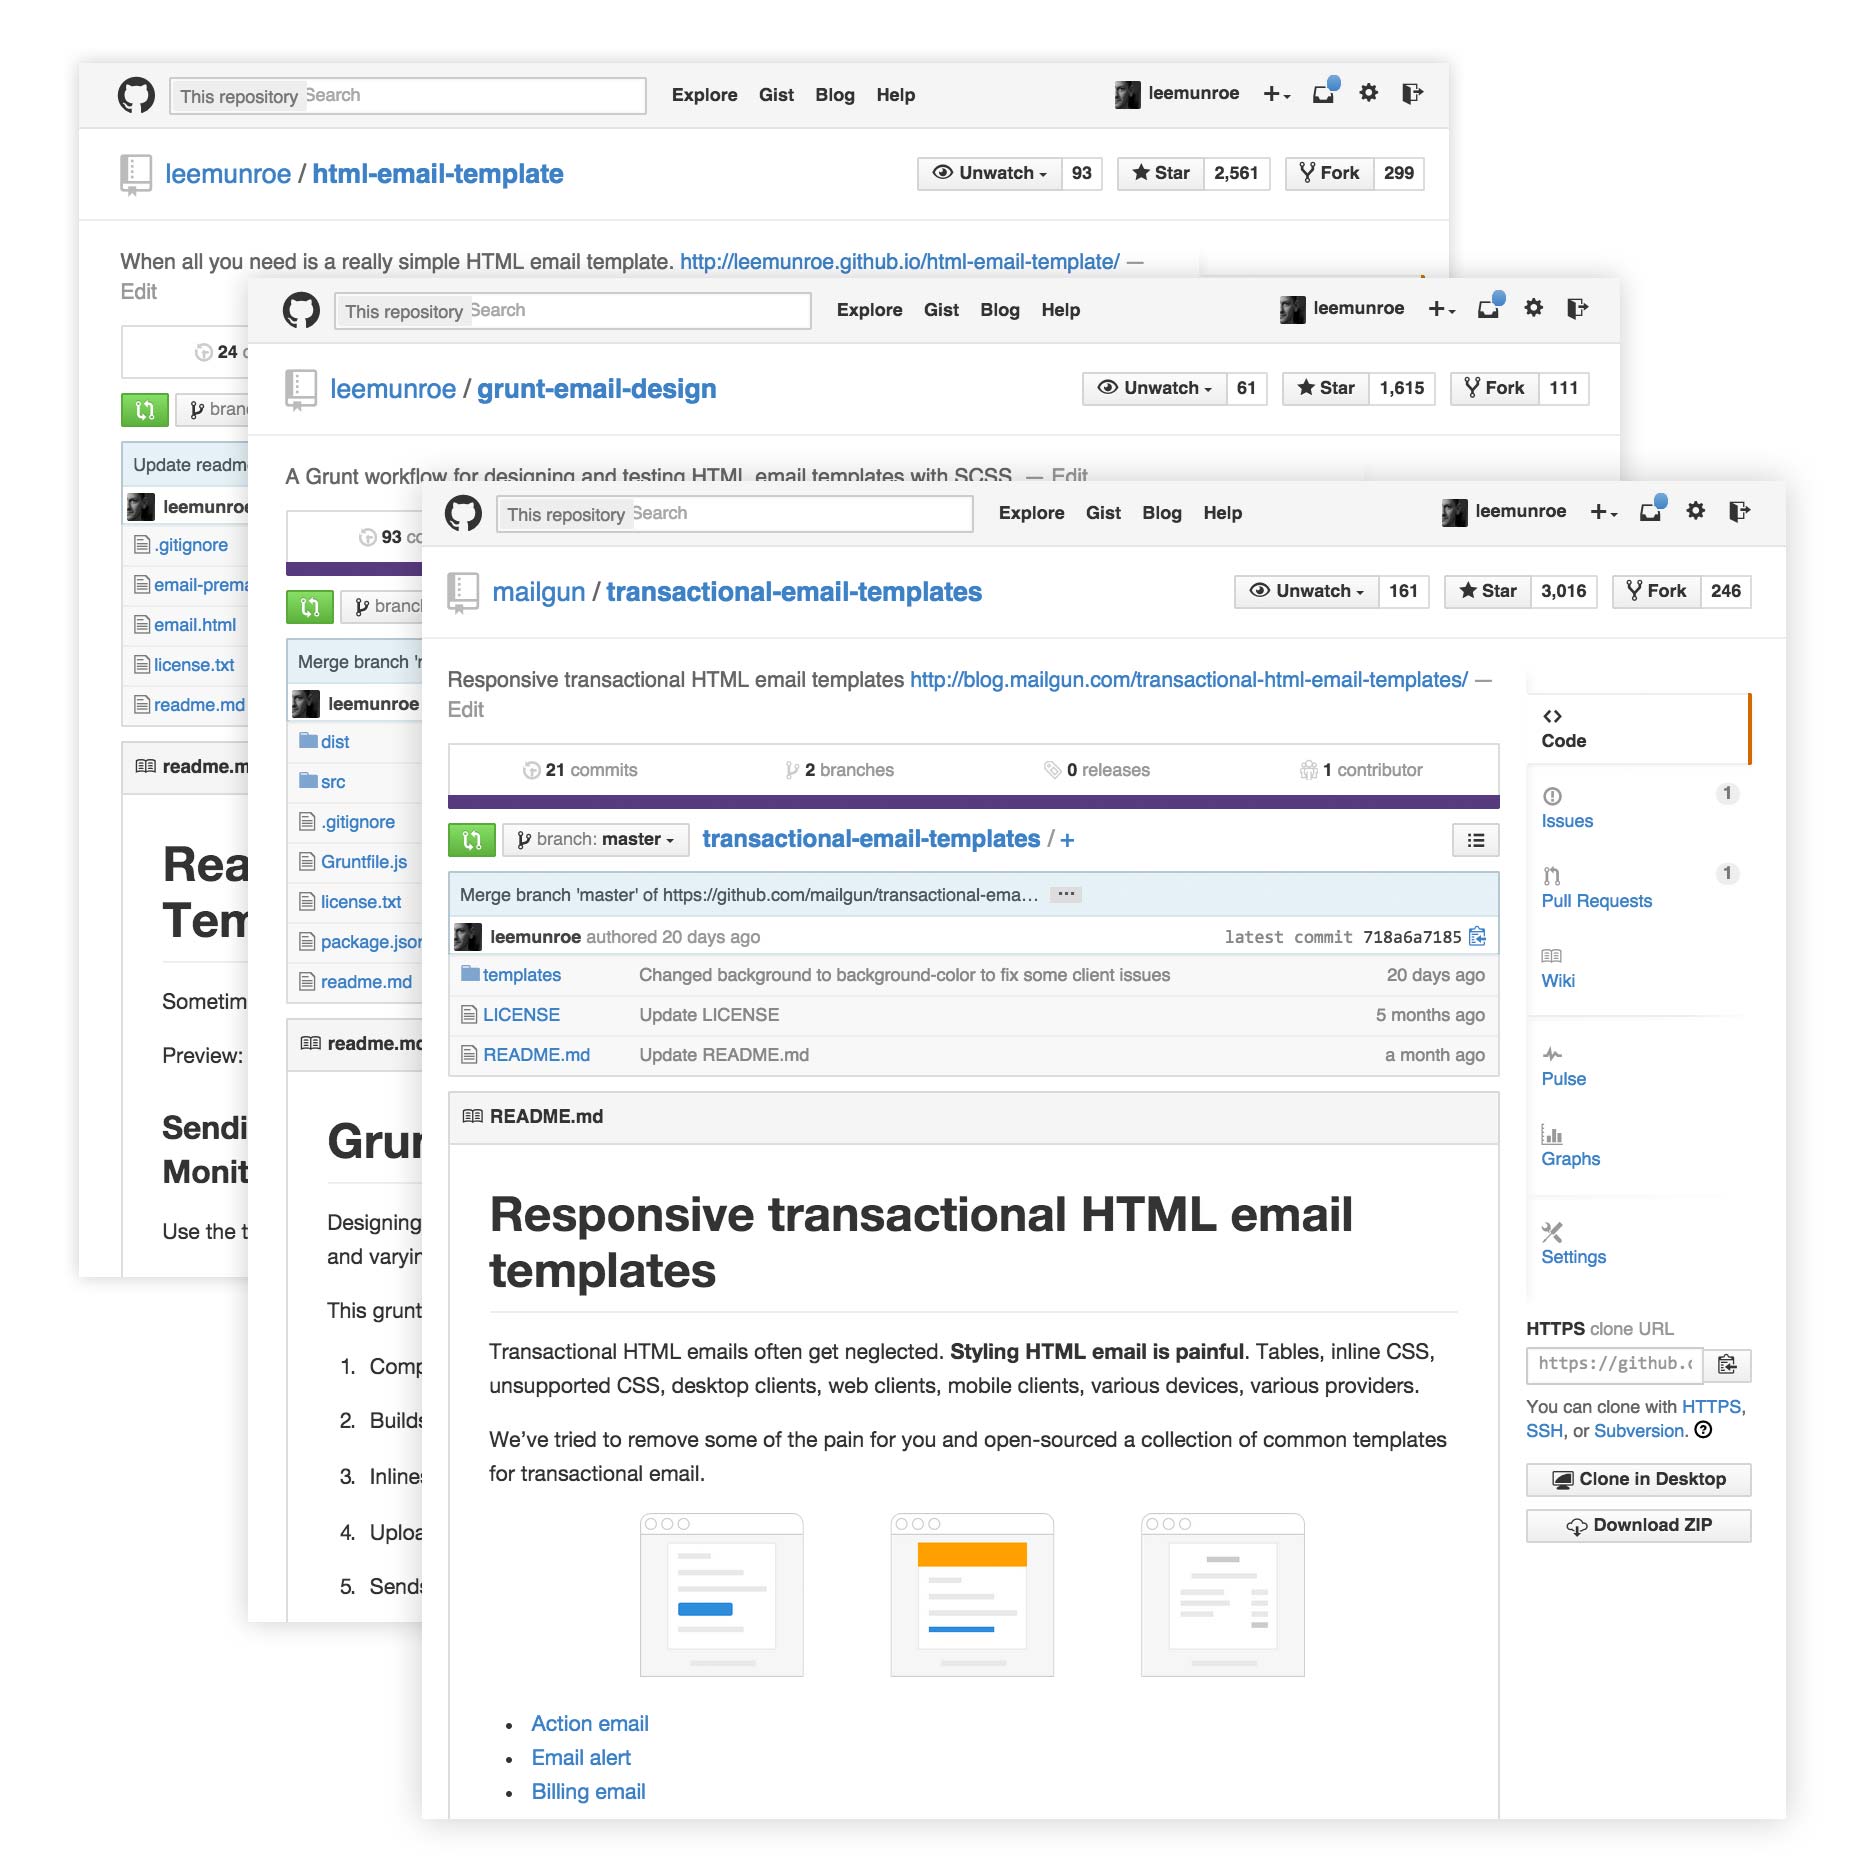 This repository Search Explore Gist Blog Help leemunroe
leemunroe / html-email-template Unwatch 93 Star 2,561 Fork 299
When all you need is a really simple HTML email template. http://leemunroe.github.io/html-email-template/ —
Edit
24
Update readm
leemunroe
.gitignore
email-prema
email.html
license.txt
readme.md
readme.m
Rea
Tem
Sometim
Preview:
Sendi
Monit
Use the t
This repository Search Explore Gist Blog Help leemunroe
leemunroe / grunt-email-design Unwatch 61 Star 1,615 Fork 111
A Grunt workflow for designing and testing HTML email templates with SCSS. — Edit
93 co
branch
Merge branch 'r
leemunroe
dist
src
.gitignore
Gruntfile.js
license.txt
package.json
readme.md
readme.md
Grun
Designing
and varyin
This grunt
1. Comp
2. Builds
3. Inlines
4. Uploa
5. Sends
This repository Search Explore Gist Blog Help leemunroe
mailgun / transactional-email-templates Unwatch 161 Star 3,016 Fork 246
Responsive transactional HTML email templates http://blog.mailgun.com/transactional-html-email-templates/ —
Edit
21 commits 2 branches 0 releases 1 contributor
branch: master transactional-email-templates / +
Merge branch 'master' of https://github.com/mailgun/transactional-ema… ...
leemunroe authored 20 days ago latest commit 718a6a7185
templates Changed background to background-color to fix some client issues 20 days ago
LICENSE Update LICENSE 5 months ago
README.md Update README.md a month ago
README.md
Responsive transactional HTML email
templates
Transactional HTML emails often get neglected. Styling HTML email is painful. Tables, inline CSS,
unsupported CSS, desktop clients, web clients, mobile clients, various devices, various providers.
We've tried to remove some of the pain for you and open-sourced a collection of common templates
for transactional email.
• Action email
• Email alert
• Billing email
Code
Issues 1
Pull Requests 1
Wiki
Pulse
Graphs
Settings
HTTPS clone URL
https://github.c
You can clone with HTTPS,
SSH, or Subversion.
Clone in Desktop
Download ZIP